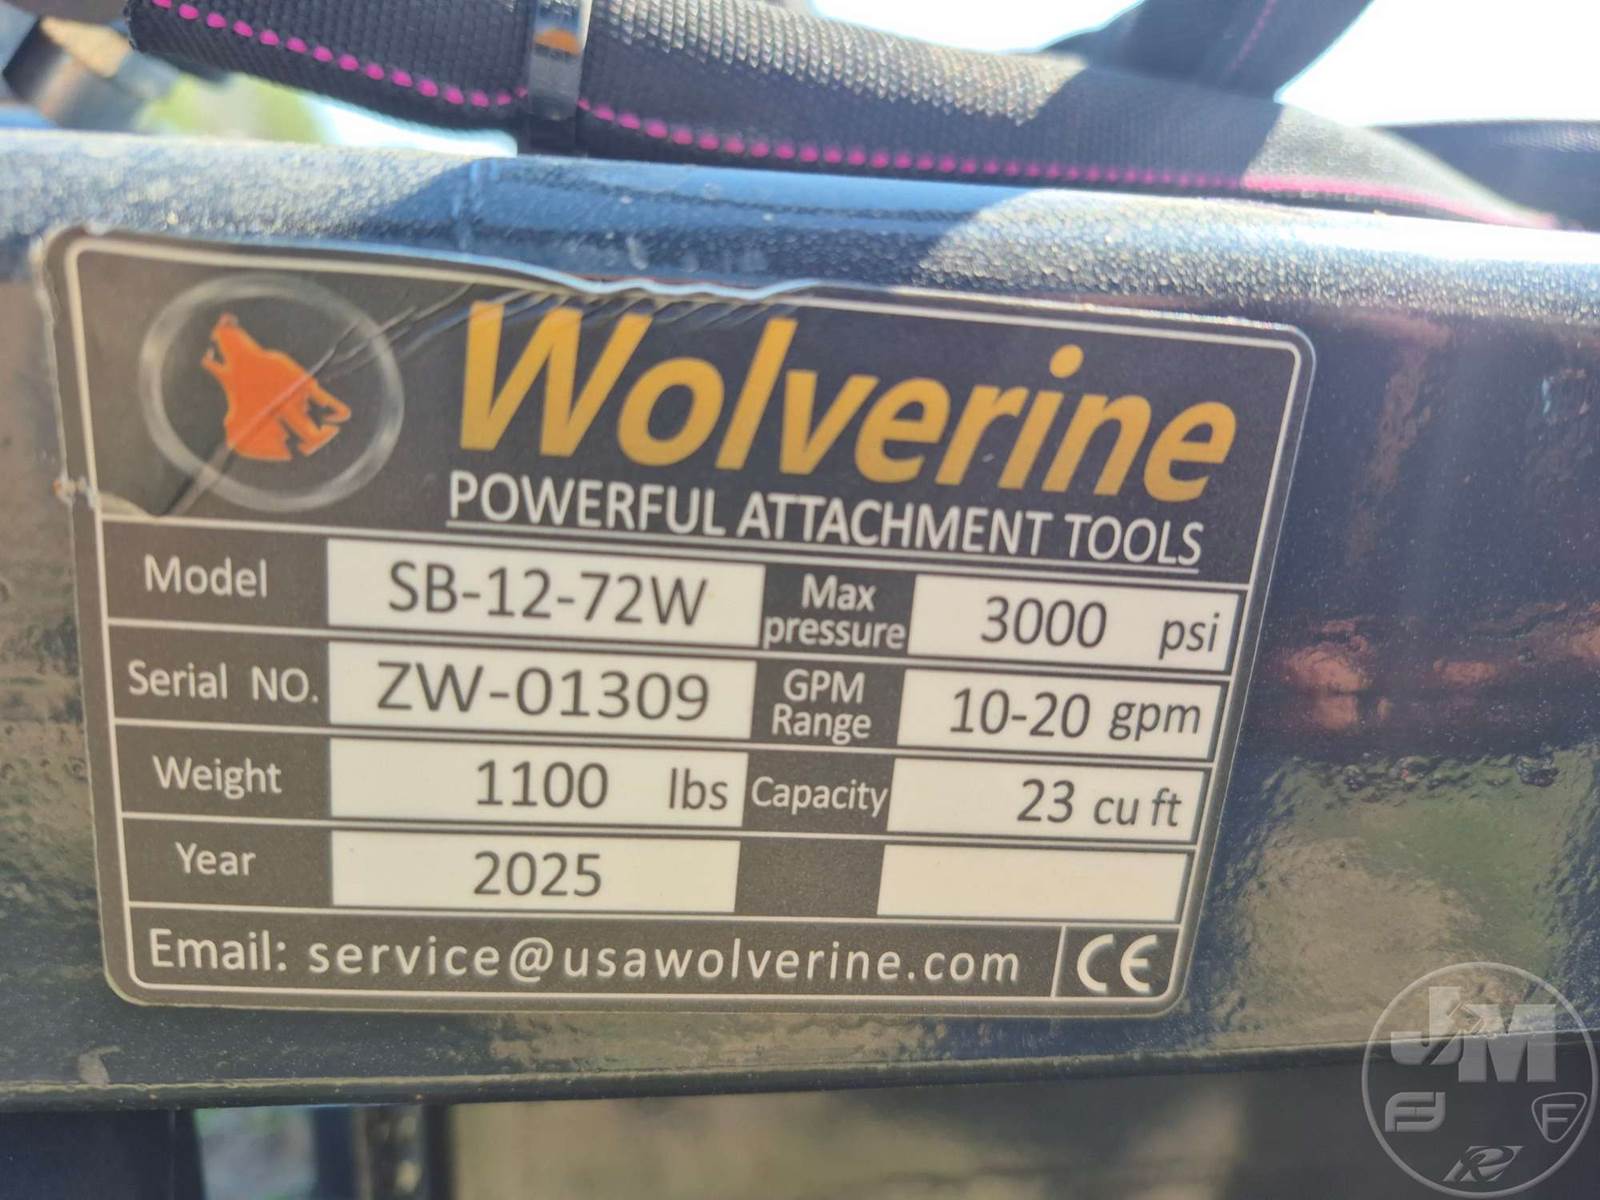 Wolverine
POWERFUL ATTACHMENT TOOLS
Model SB-12-72W Max pressure 3000 psi
Serial NO. ZW-01309 GPM Range 10-20 gpm
Weight 1100 lbs Capacity 23 cu ft
Year 2025
Email: service@usawolverine.com CE
JM